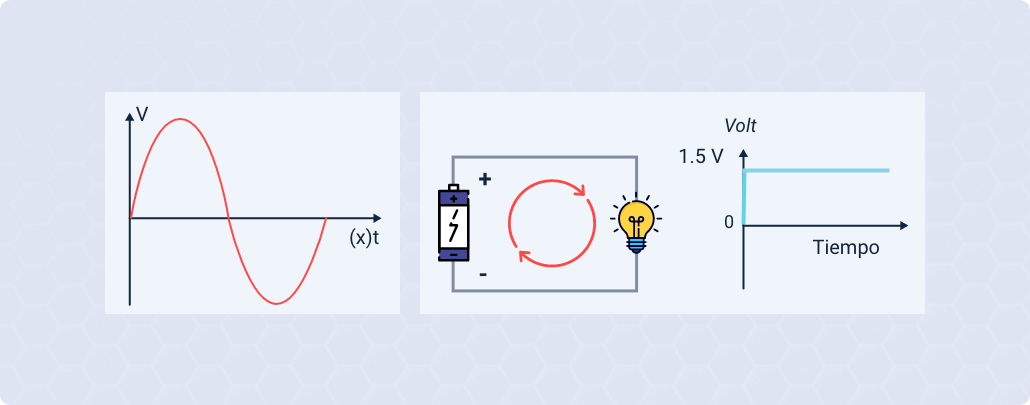 V
(x)t
+
-
Volt
1.5 V
0
Tiempo